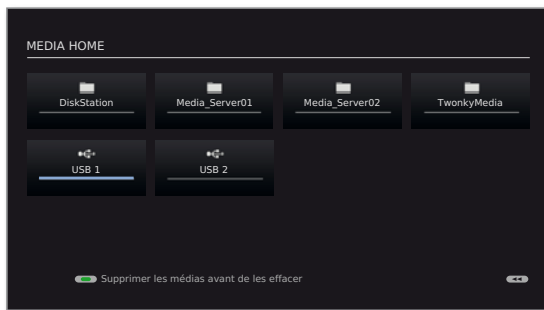 MEDIA HOME
DiskStation
Media_Server01
Media_Server02
TwonkyMedia
USB 1
USB 2
Supprimer les médias avant de les effacer